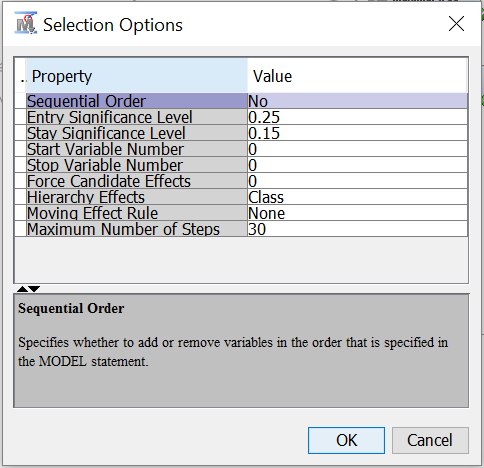 Selection Options
.. Property Value
Sequential Order No
Entry Significance Level 0.25
Stay Significance Level 0.15
Start Variable Number 0
Stop Variable Number 0
Force Candidate Effects 0
Hierarchy Effects Class
Moving Effect Rule None
Maximum Number of Steps 30
Sequential Order
Specifies whether to add or remove variables in the order that is specified in
the MODEL statement.
OK Cancel